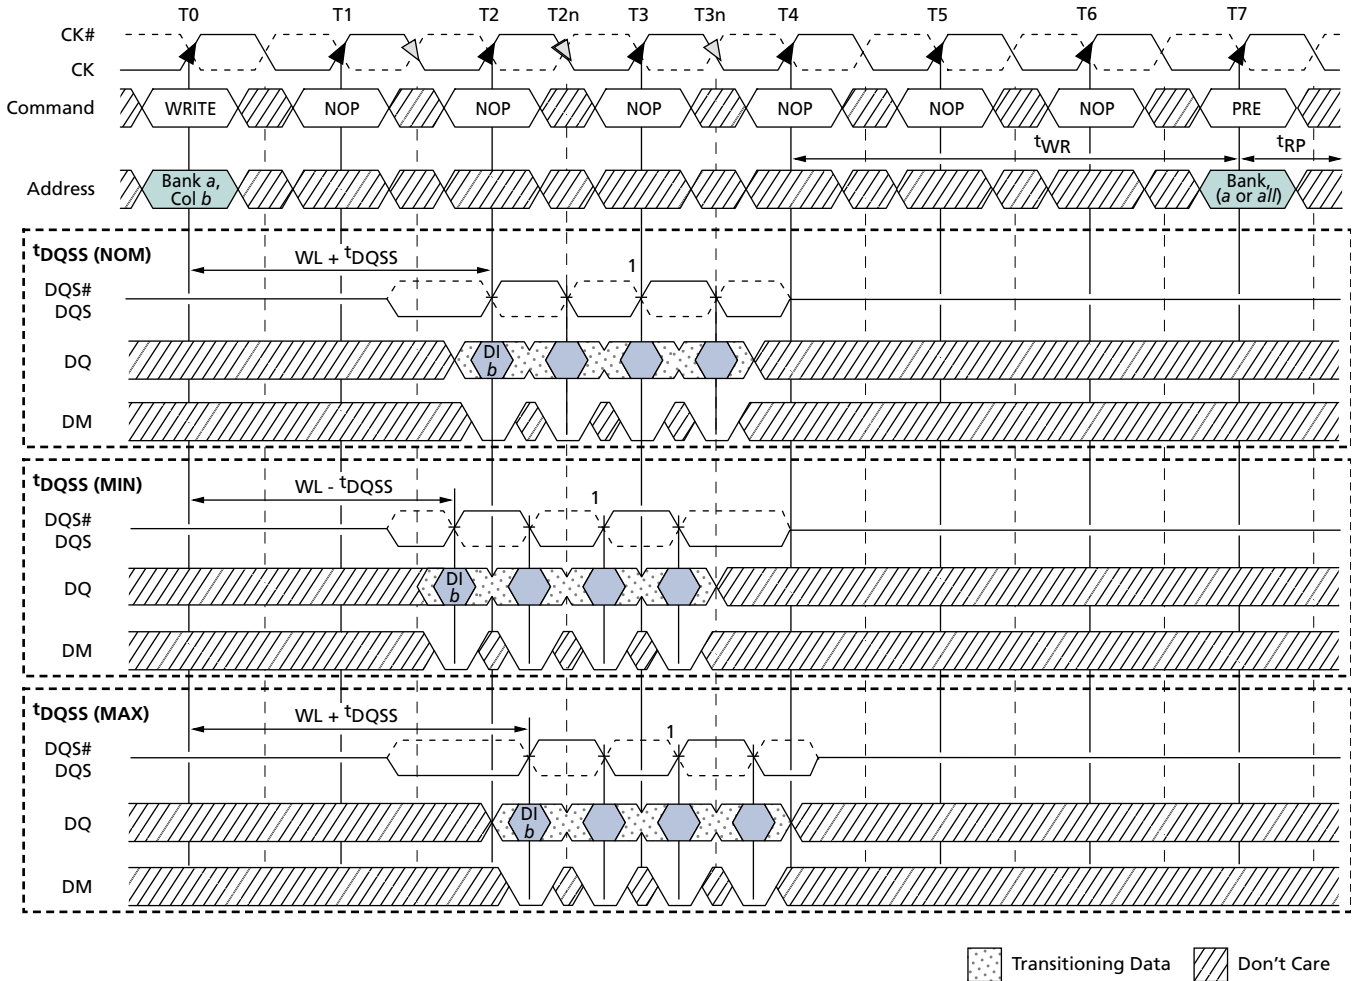 T0 T1 T2 T2n T3 T3n T4 T5 T6 T7
CK#
CK
Command WRITE NOP NOP NOP NOP NOP NOP PRE
tWR tRP
Address Bank a, Col b Bank, (a or all)
tDQSS (NOM)
WL + tDQSS
1
DQS#
DQS
DQ DI b
DM
tDQSS (MIN)
WL - tDQSS
1
DQS#
DQS
DQ DI b
DM
tDQSS (MAX)
WL + tDQSS
1
DQS#
DQS
DQ DI b
DM
Transitioning Data Don't Care